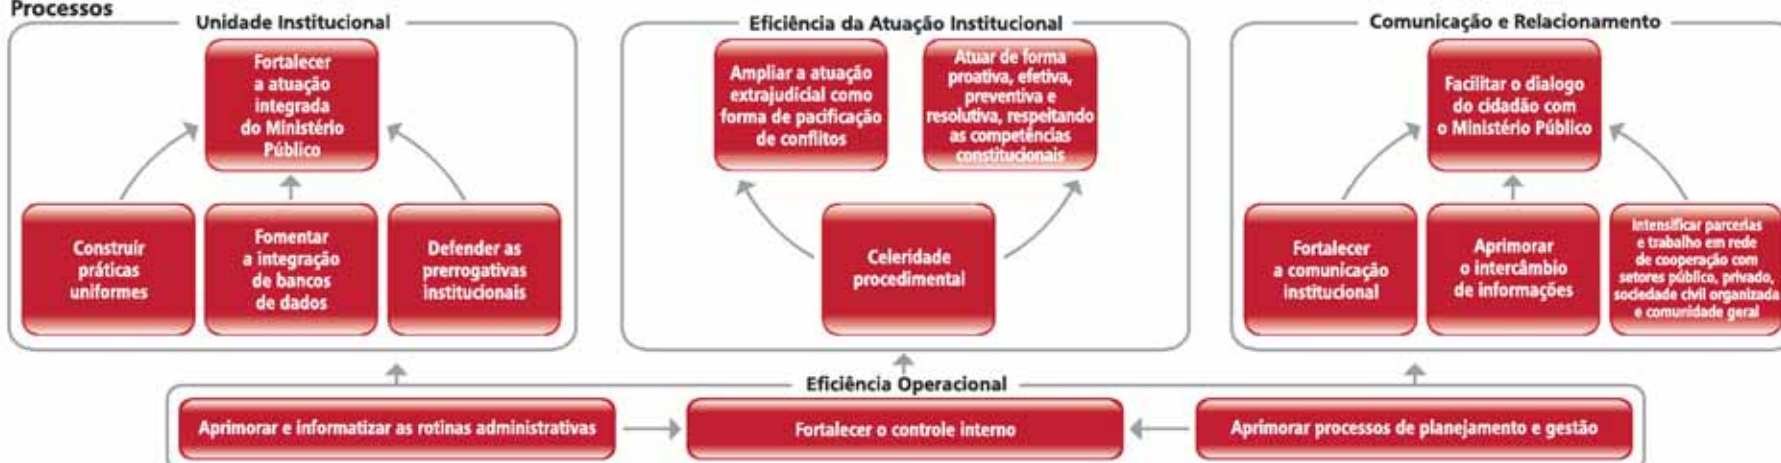 Processos
Unidade Institucional
Fortalecer
a atuação
integrada
do Ministério
Público
Construir
práticas
uniformes
Fomentar
a integração
de bancos
de dados
Defender as
prerrogativas
institucionais
Eficiência da Atuação Institucional
Ampliar a atuação
extrajudicial como
forma de pacificação
de conflitos
Atuar de forma
proativa, efetiva,
preventiva e
resolutiva, respeitando
as competências
constitucionais
Celeridade
procedimental
Comunicação e Relacionamento
Facilitar o dialogo
do cidadão com
o Ministério Público
Fortalecer
a comunicação
institucional
Aprimorar
o intercâmbio
de informações
Intensificar parcerias
e trabalho em rede
de cooperação com
setores público, privado,
sociedade civil organizada
e comunidade geral
Eficiência Operacional
Aprimorar e informatizar as rotinas administrativas
Fortalecer o controle interno
Aprimorar processos de planejamento e gestão